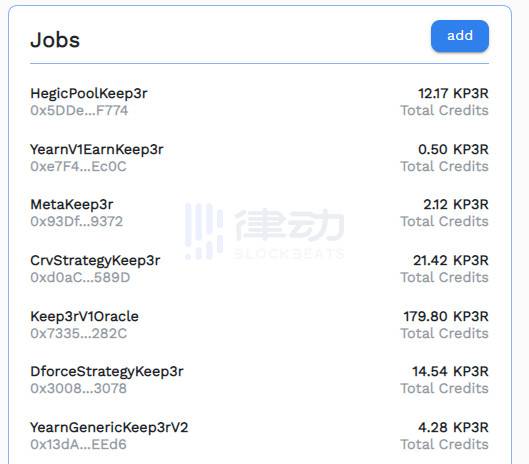 Jobs
add
HegicPoolKeep3r
12.17 KP3R
0x5DDe...F774
Total Credits
YearnV1EarnKeep3r
0.50 KP3R
0xe7F4...Ec0C
Total Credits
MetaKeep3r
2.12 KP3R
0x93Df...9372
Total Credits
律动
BLOCKBEATS
CrvStrategyKeep3r
21.42 KP3R
0xd0aC...589D
Total Credits
Keep3rV1Oracle
179.80 KP3R
0x7335...282C
Total Credits
DforceStrategyKeep3r
14.54 KP3R
0x3008...3078
Total Credits
YearnGenericKeep3rV2
4.28 KP3R
0x13dA...EEd6
Total Credits